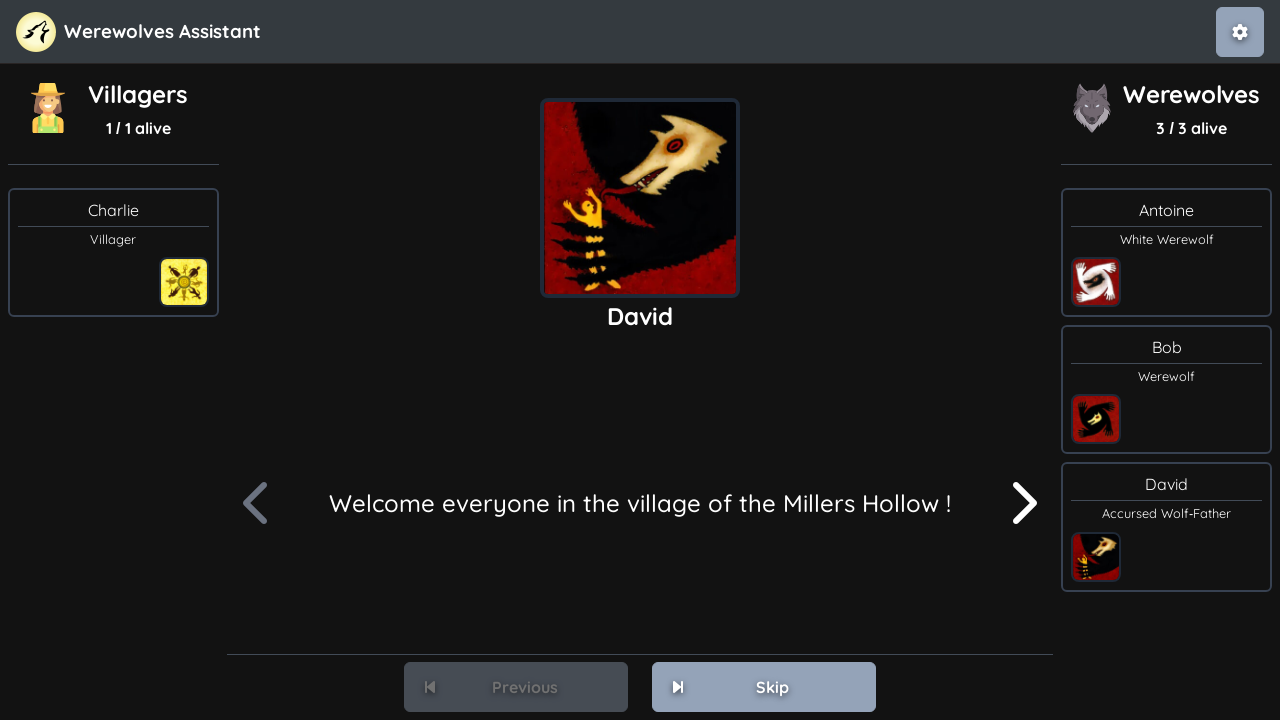 Werewolves Assistant
Villagers
1 / 1 alive
Charlie
Villager
David
Welcome everyone in the village of the Millers Hollow !
Previous
Skip
Werewolves
3 / 3 alive
Antoine
White Werewolf
Bob
Werewolf
David
Accursed Wolf-Father